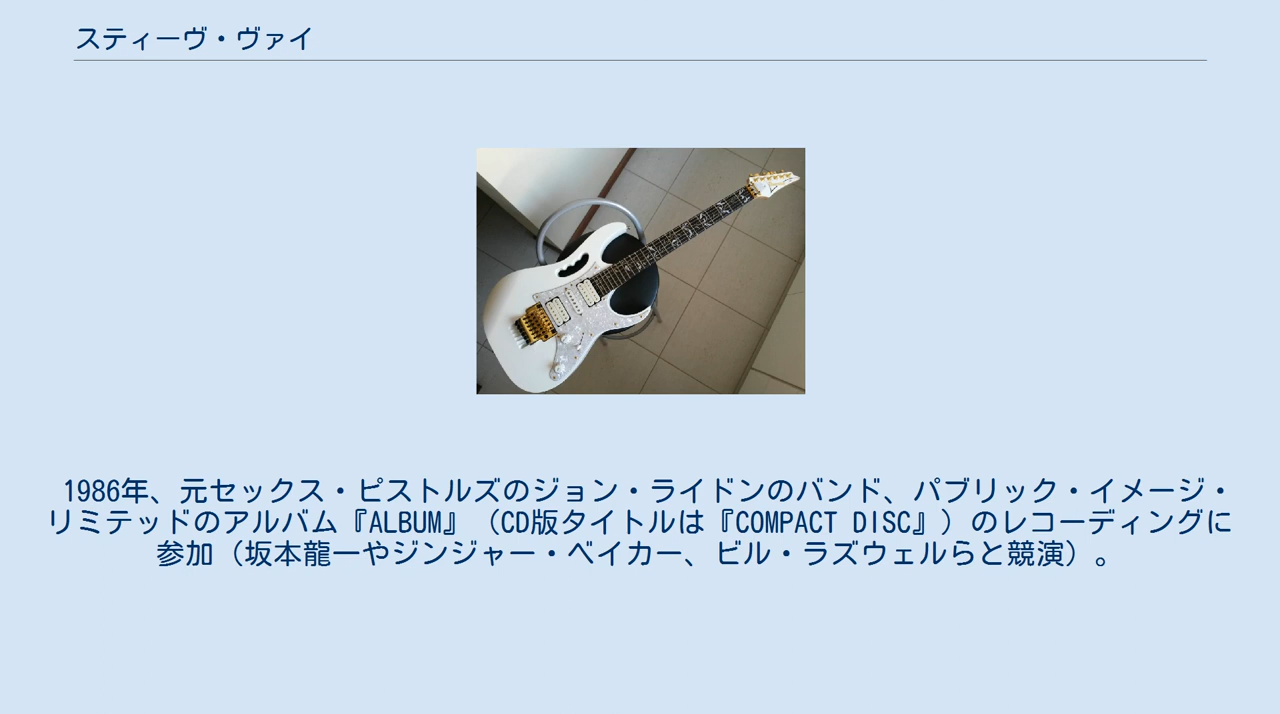 スティーヴ・ヴァイ
1986年、元セックス・ピストルズのジョン・ライドンのバンド、パブリック・イメージ・
リミテッドのアルバム『ALBUM』（CD版タイトルは『COMPACT DISC』）のレコーディングに
参加（坂本龍一やジンジャー・ベイカー、ビル・ラズウェルらと競演）。